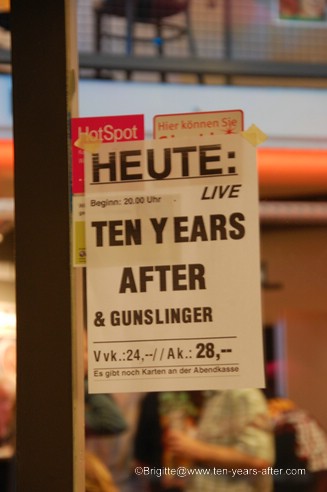 HotSpot
Hier können Sie
HEUTE:
LIVE
Beginn: 20.00 Uhr
TEN YEARS
AFTER
& GUNSLINGER
Vvk.:24,--// Ak.: 28,--
Es gibt noch Karten an der Abendkasse
©Brigitte@www.ten-years-after.com